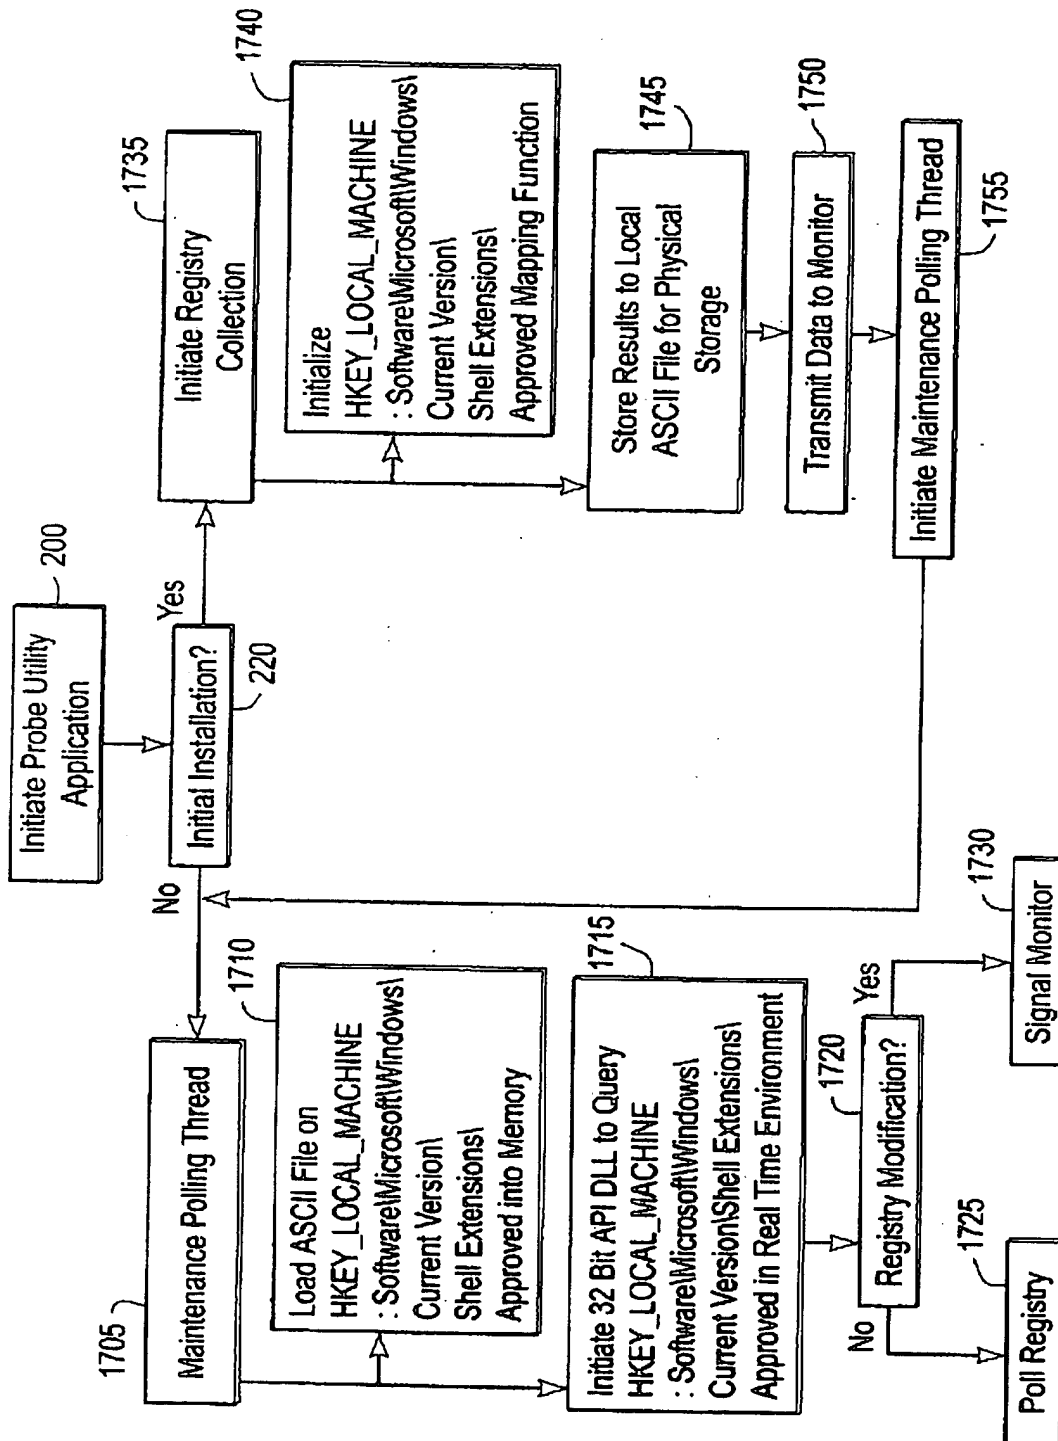 Initiate Probe Utility
Application
200
Initial Installation?
220
Yes
No
Initiate Registry
Collection
1735
Initialize
HKEY_LOCAL_MACHINE
: Software\Microsoft\Windows\
Current Version\
Shell Extensions\
Approved Mapping Function
1740
Store Results to Local
ASCII File for Physical
Storage
1745
Transmit Data to Monitor
1750
Initiate Maintenance Polling Thread
1755
Maintenance Polling Thread
1705
Load ASCII File on
HKEY_LOCAL_MACHINE
: Software\Microsoft\Windows\
Current Version\
Shell Extensions\
Approved into Memory
1710
Initiate 32 Bit API DLL to Query
HKEY_LOCAL_MACHINE
: Software\Microsoft\Windows\
Current Version\Shell Extensions\
Approved in Real Time Environment
1715
Registry Modification?
1720
No
Yes
Poll Registry
1725
Signal Monitor
1730